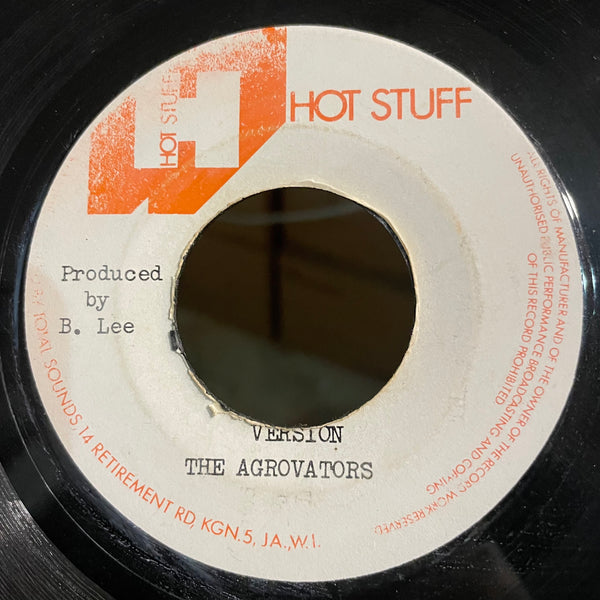 HOT STUFF
HOT STUFF
Produced
by
B. Lee
VERSION
THE AGROVATORS
TOTAL SOUNDS, 14 RETIREMENT RD, KGN. 5, JA., W.I.
ALL RIGHTS OF MANUFACTURER AND OF THE OWNER OF THE RECORD WORK RESERVED
UNAUTHORISED PUBLIC PERFORMANCE BROADCASTING AND COPYING
OF THIS RECORD PROHIBITED